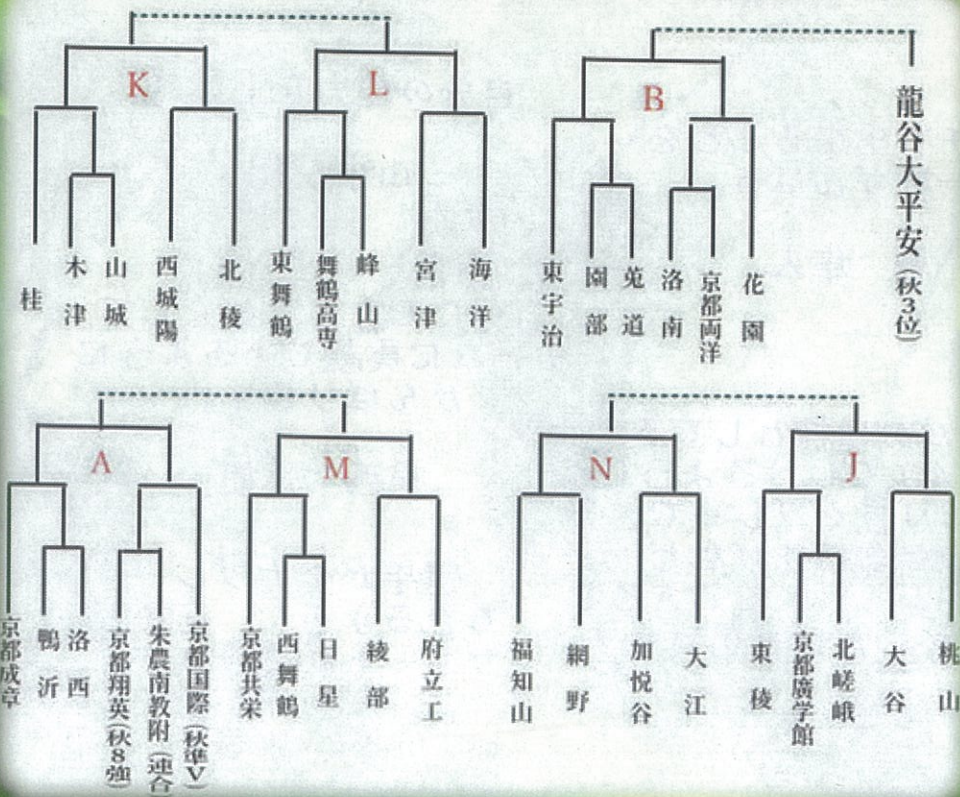 K
L
B
龍谷大平安（秋3位）
桂
木津
山城
西城陽
北稜
東舞鶴
舞鶴高専
峰山
宮津
海洋
東宇治
園部
莵道
洛南
京都両洋
花園
A
M
N
J
京都成章
鴨沂
洛西
京都翔英（秋8強）
朱農南教附（連合
京都国際（秋準V）
京都共栄
西舞鶴
日星
綾部
府立工
福知山
網野
加悦谷
大江
東稜
京都廣学館
北嵯峨
大谷
桃山